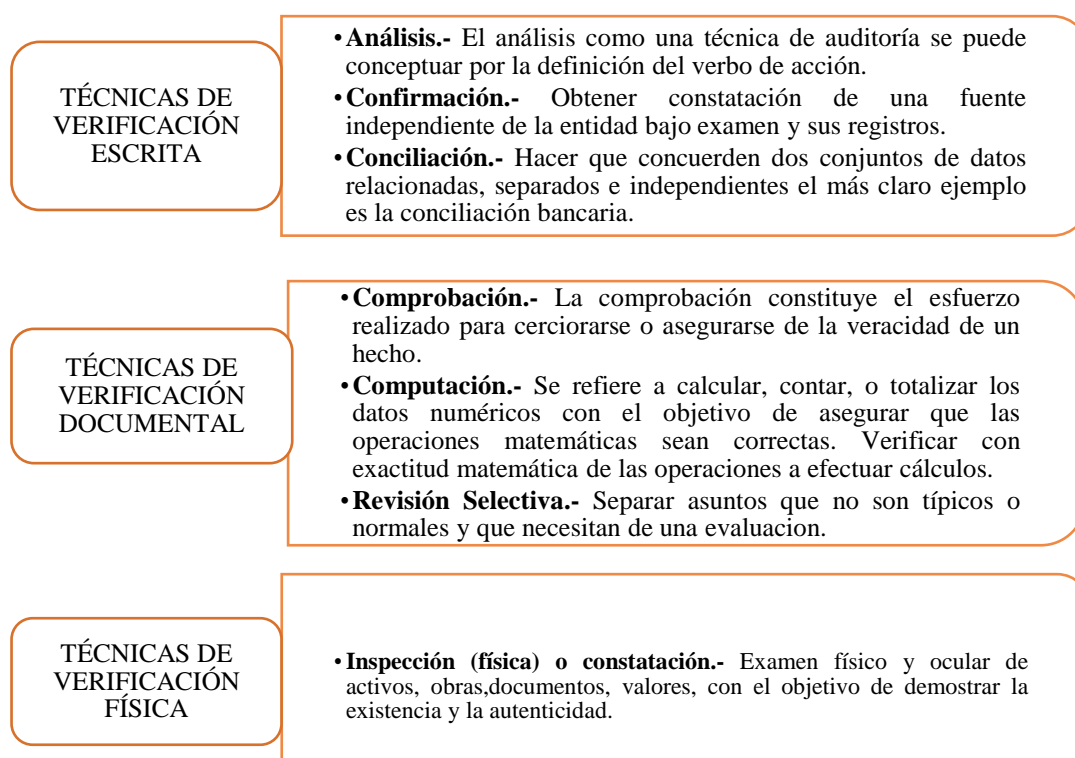 TÉCNICAS DE
VERIFICACIÓN
ESCRITA
•Análisis.- El análisis como una técnica de auditoría se puede
conceptuar por la definición del verbo de acción.
•Confirmación.- Obtener constatación de una fuente
independiente de la entidad bajo examen y sus registros.
•Conciliación.- Hacer que concuerden dos conjuntos de datos
relacionadas, separados e independientes el más claro ejemplo
es la conciliación bancaria.
TÉCNICAS DE
VERIFICACIÓN
DOCUMENTAL
•Comprobación.- La comprobación constituye el esfuerzo
realizado para cerciorarse o asegurarse de la veracidad de un
hecho.
•Computación.- Se refiere a calcular, contar, o totalizar los
datos numéricos con el objetivo de asegurar que las
operaciones matemáticas sean correctas. Verificar con
exactitud matemática de las operaciones a efectuar cálculos.
•Revisión Selectiva.- Separar asuntos que no son típicos o
normales y que necesitan de una evaluacion.
TÉCNICAS DE
VERIFICACIÓN
FÍSICA
•Inspección (física) o constatación.- Examen físico y ocular de
activos, obras,documentos, valores, con el objetivo de demostrar la
existencia y la autenticidad.